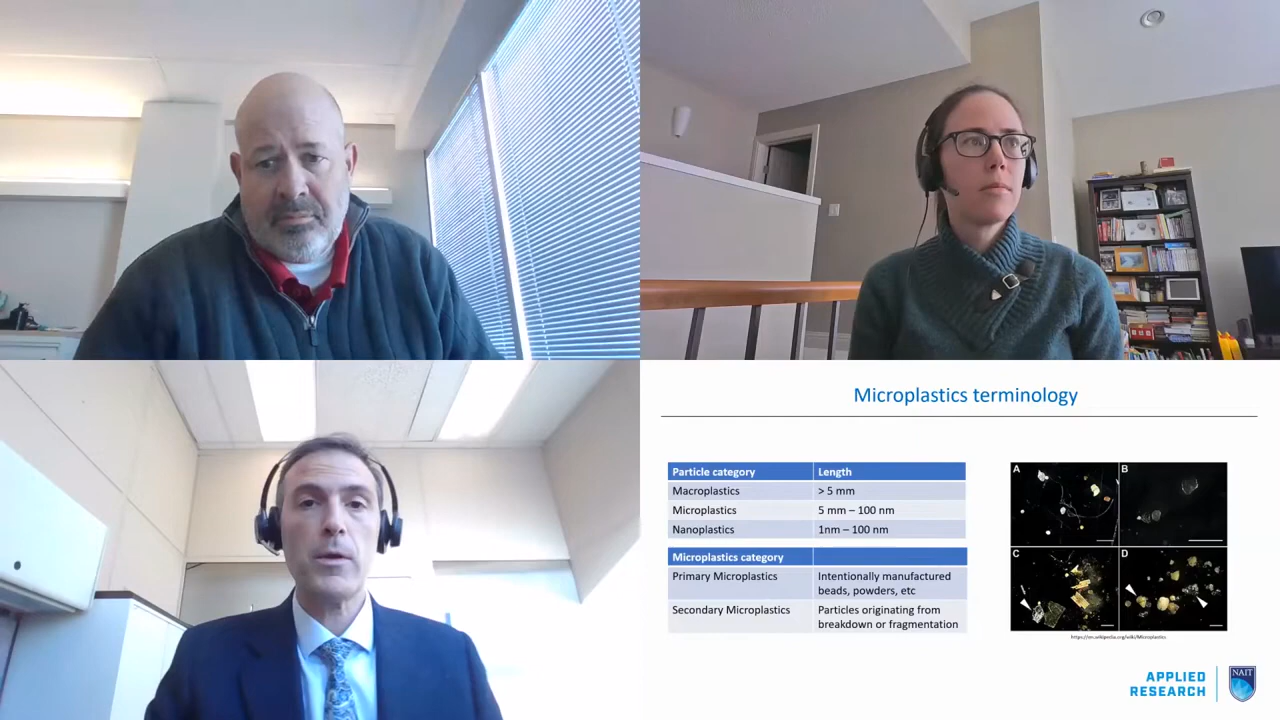 Microplastics terminology
Particle category Length
Macroplastics > 5 mm
Microplastics 5 mm – 100 nm
Nanoplastics 1nm – 100 nm
Microplastics category
Primary Microplastics Intentionally manufactured
beads, powders, etc
Secondary Microplastics Particles originating from
breakdown or fragmentation
A B
C D
https://en.wikipedia.org/wiki/Microplastics
APPLIED
RESEARCH
NAIT